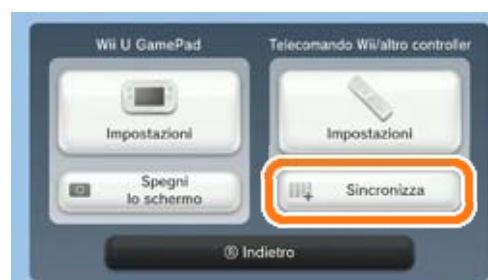 Wii U GamePad
Telecomando Wii/altro controller
Impostazioni
Impostazioni
Spegni
lo schermo
Sincronizza
Ⓑ Indietro